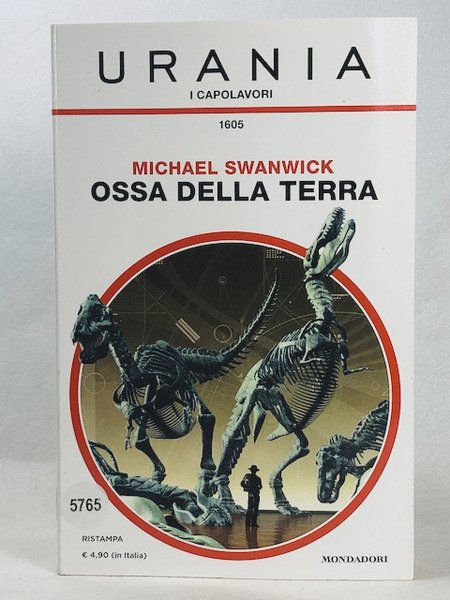 URANIA
I CAPOLAVORI
1605
MICHAEL SWANWICK
OSSA DELLA TERRA
5765
RISTAMPA
€ 4,90 (in Italia)
MONDADORI